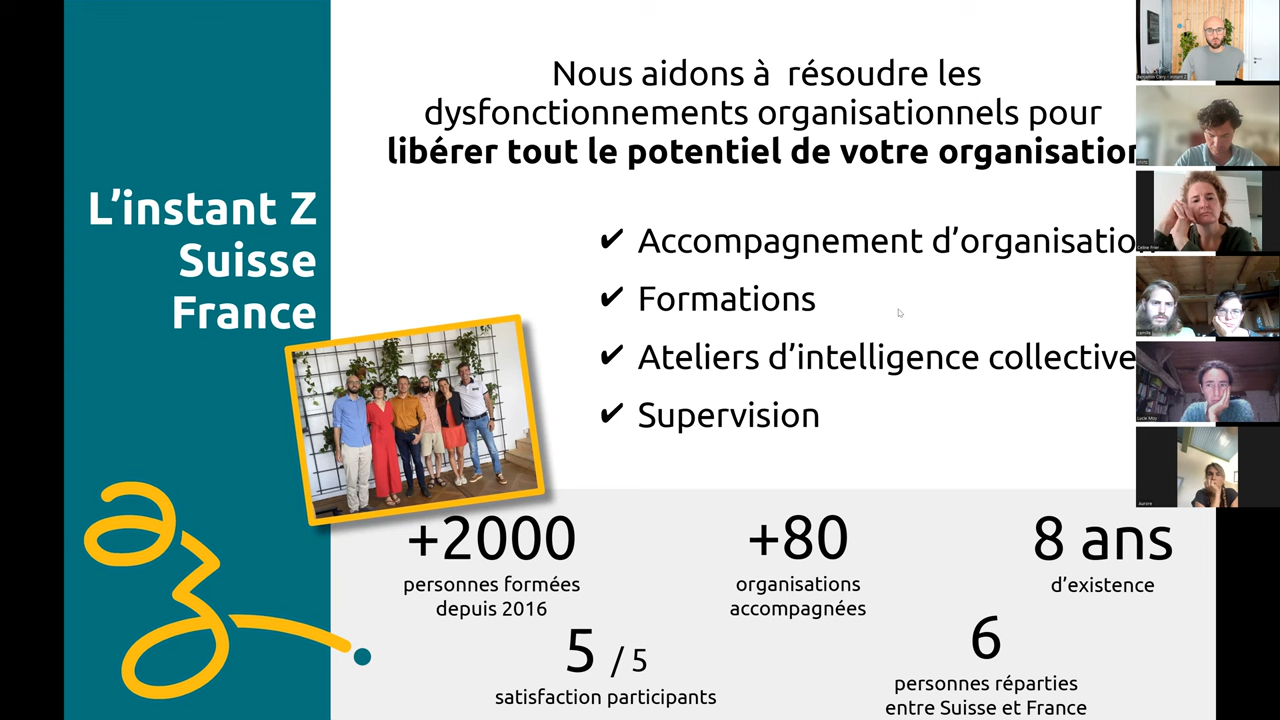 L’instant Z
Suisse
France
Nous aidons à  résoudre les
dysfonctionnements organisationnels pour
libérer tout le potentiel de votre organisation
✔ Accompagnement d’organisation
✔ Formations
✔ Ateliers d’intelligence collective
✔ Supervision
+2000
personnes formées
depuis 2016
+80
organisations
accompagnées
8 ans
d’existence
5 / 5
satisfaction participants
6
personnes réparties
entre Suisse et France
Aurore